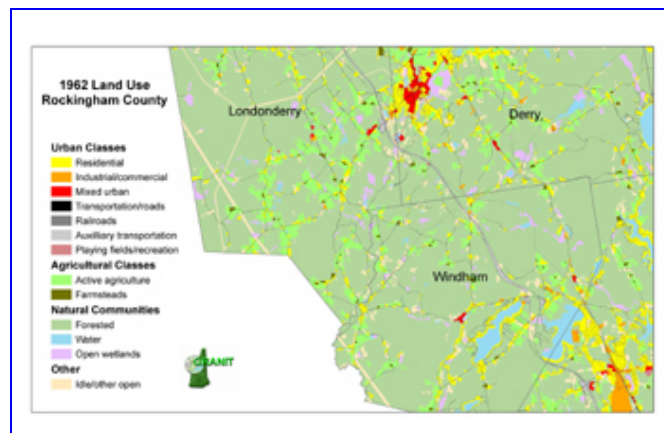 1962 Land Use
Rockingham County
Londonderry
Derry
Windham
Urban Classes
Residential
Industrial/commercial
Mixed urban
Transportation/roads
Railroads
Auxilliary transportation
Playing fields/recreation
Agricultural Classes
Active agriculture
Farmsteads
Natural Communities
Forested
Water
Open wetlands
Other
Idle/other open
GRANIT